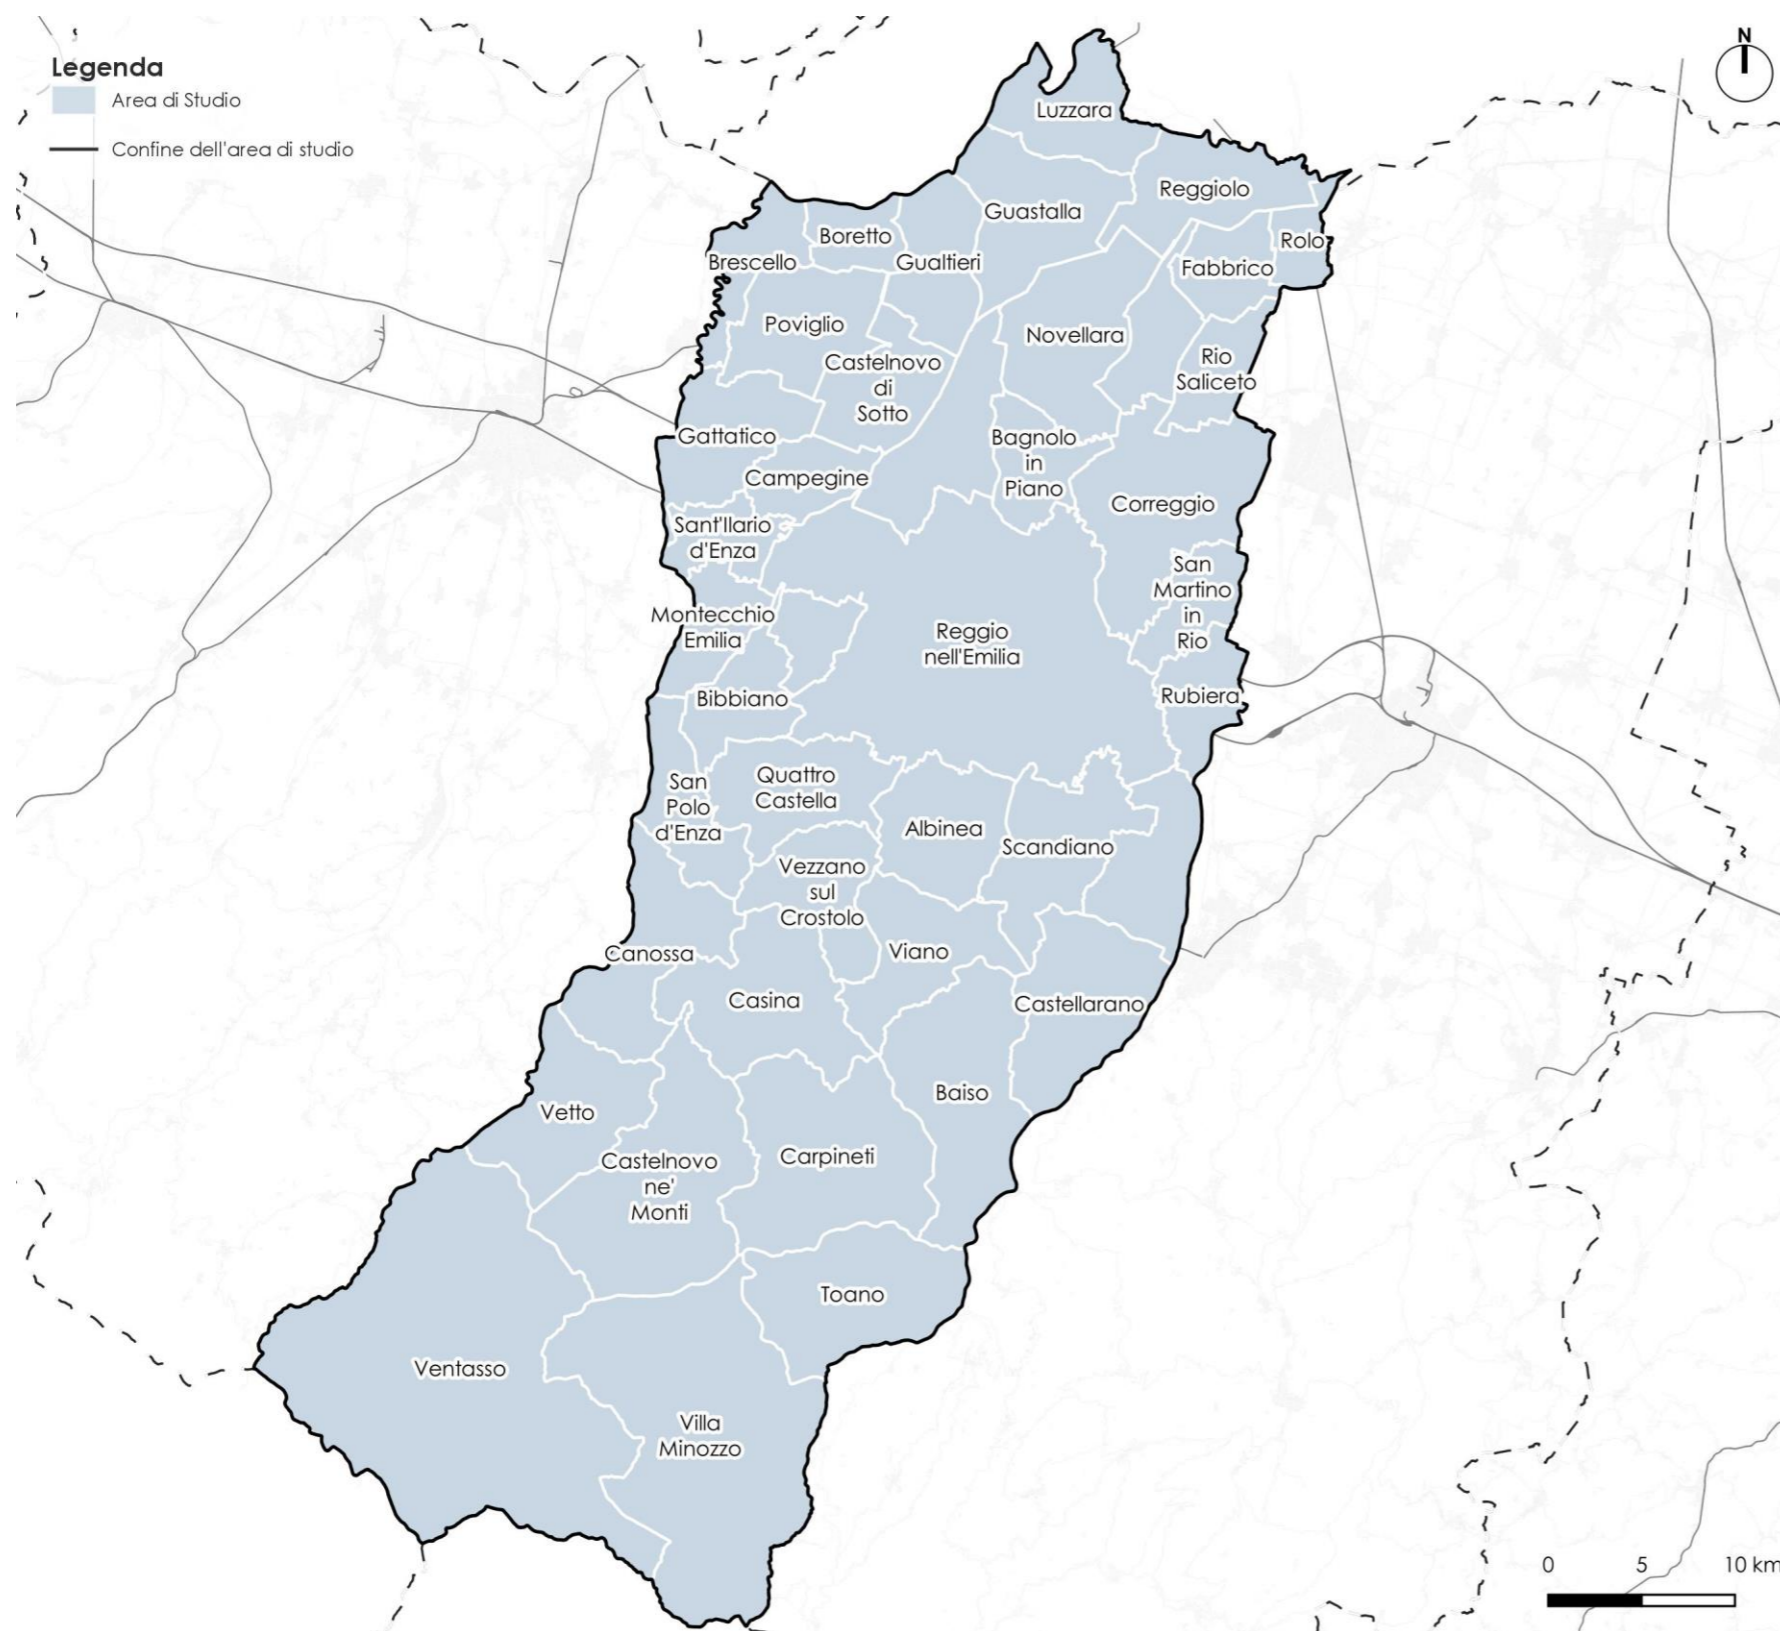 N
Legenda
Area di Studio
Confine dell'area di studio
Luzzara
Reggiolo
Guastalla
Boretto
Rolo
Brescello
Gualtieri
Fabbrico
Poviglio
Novellara
Castelnovo
di
Sotto
Rio
Saliceto
Gattatico
Bagnolo
in
Piano
Campegine
Correggio
Sant'Ilario
d'Enza
San
Martino
in
Rio
Montecchio
Emilia
Reggio
nell'Emilia
Bibbiano
Rubiera
San
Polo
d'Enza
Quattro
Castella
Albinea
Scandiano
Vezzano
sul
Crostolo
Canossa
Viano
Casina
Castellarano
Baiso
Vetto
Castelnovo
ne'
Monti
Carpineti
Toano
Ventasso
Villa
Minozzo
0 5 10 km